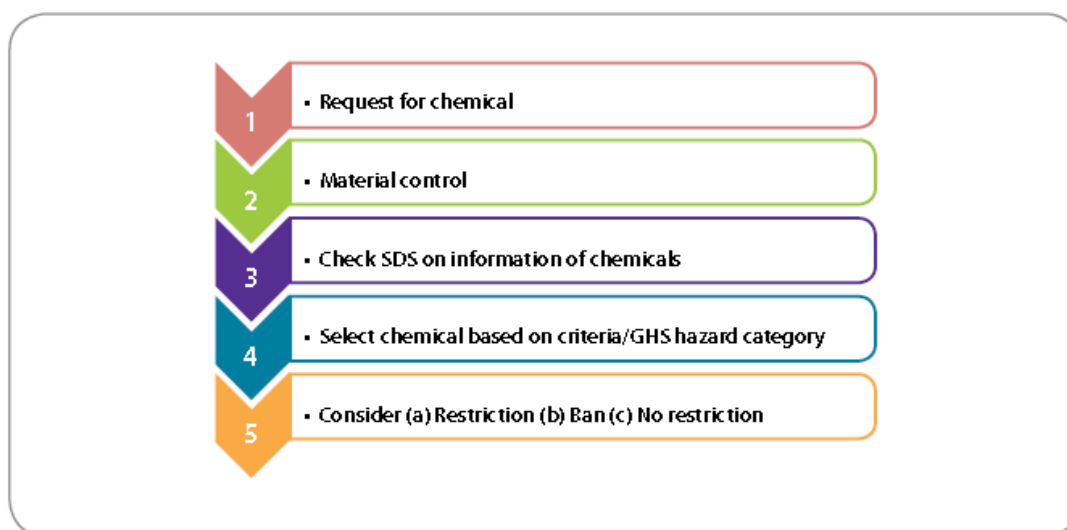 1
▪ Request for chemical
2
▪ Material control
3
▪ Check SDS on information of chemicals
4
▪ Select chemical based on criteria/GHS hazard category
5
▪ Consider (a) Restriction (b) Ban (c) No restriction